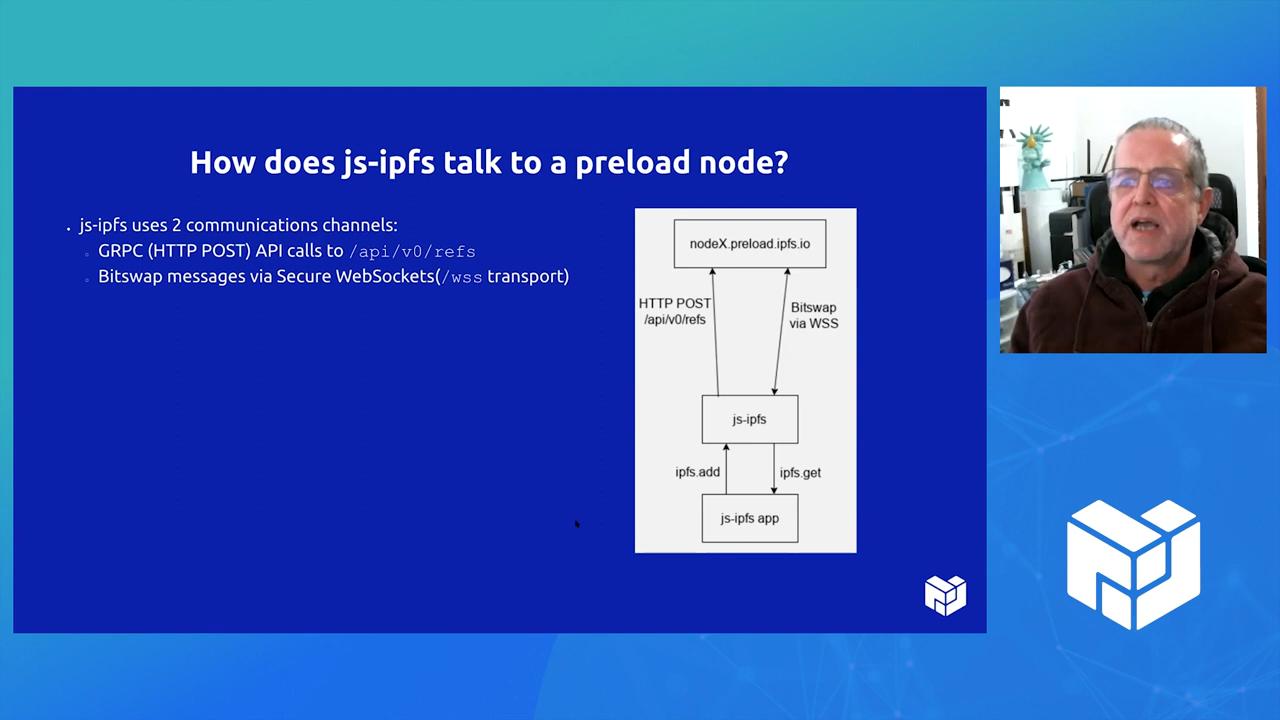 How does js-ipfs talk to a preload node?
js-ipfs uses 2 communications channels:
GRPC (HTTP POST) API calls to /api/v0/refs
Bitswap messages via Secure WebSockets(/wss transport)
nodeX.preload.ipfs.io
HTTP POST
/api/v0/refs
Bitswap
via WSS
js-ipfs
ipfs.add
ipfs.get
js-ipfs app